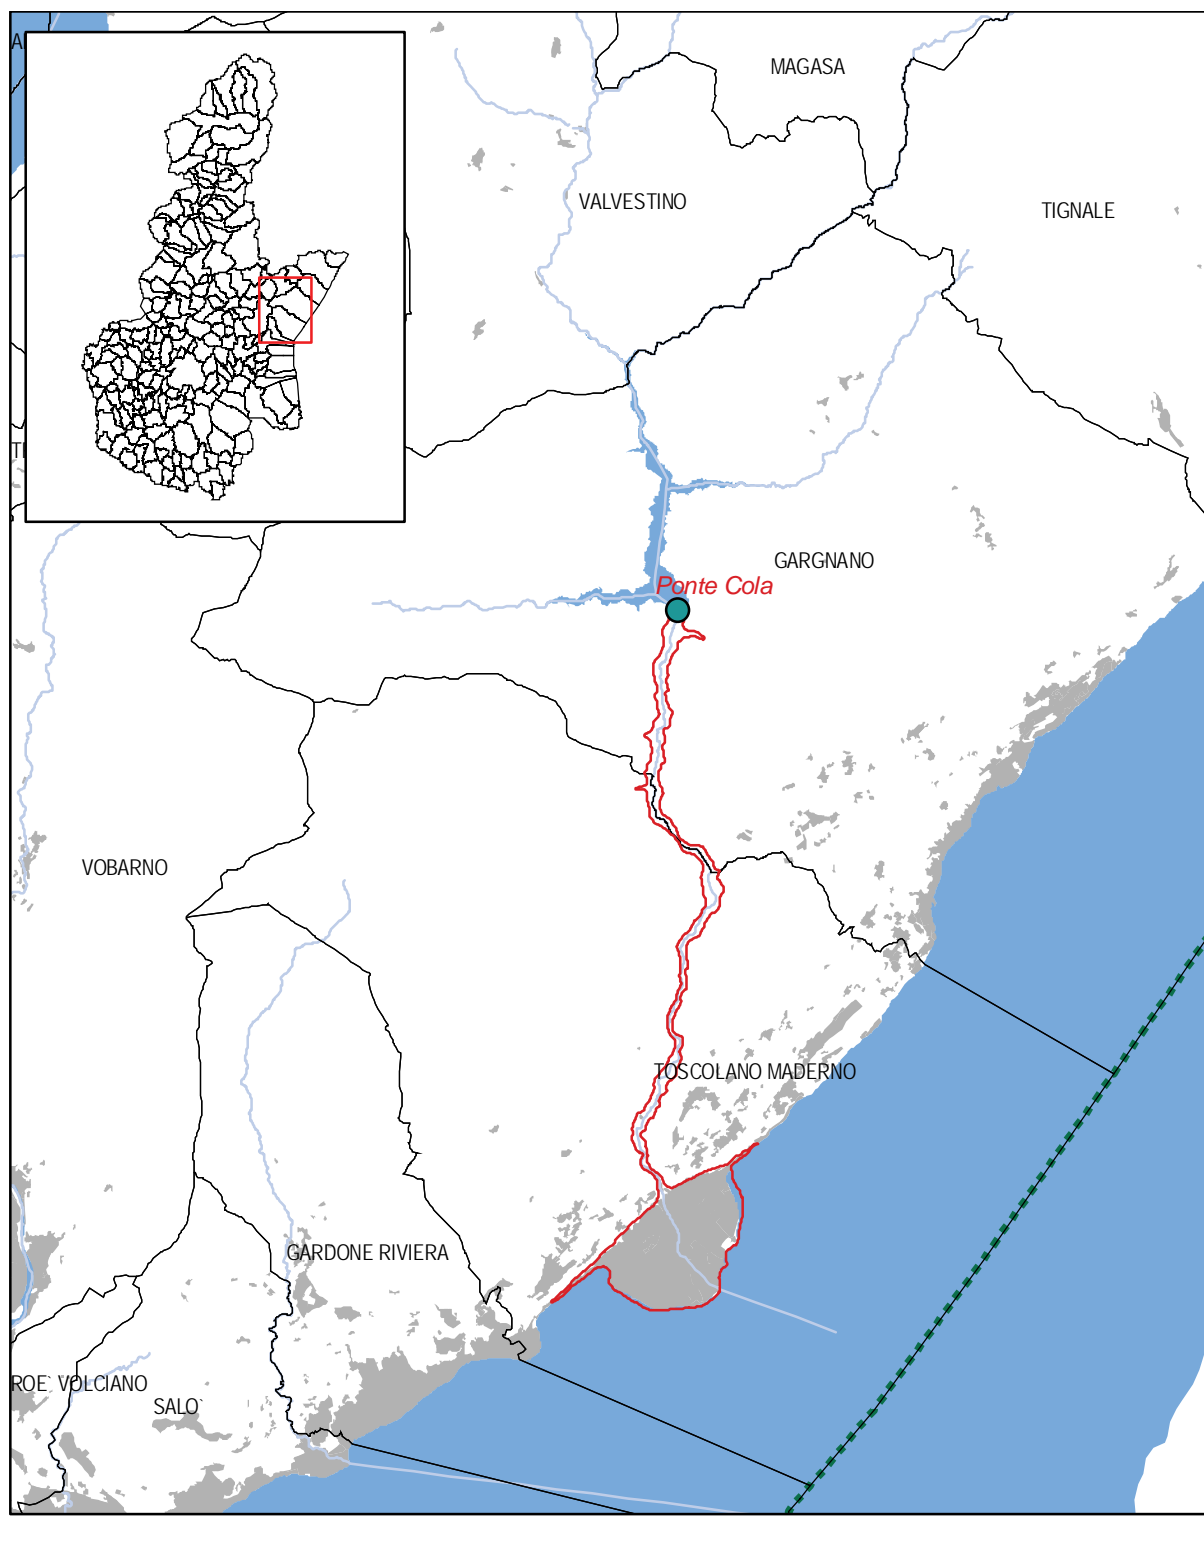 MAGASA
VALVESTINO
TIGNALE
GARGNANO
Ponte Cola
VOBARNO
TOSCOLANO MADERNO
GARDONE RIVIERA
ROE` VOLCIANO
SALO`